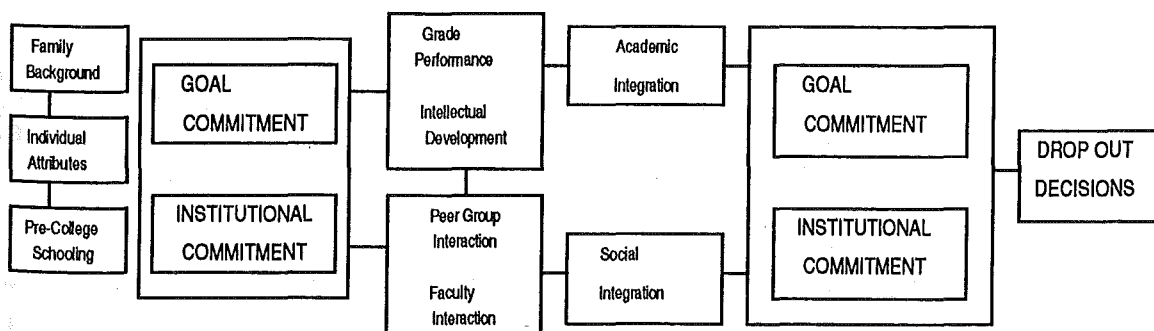 Family
Background
Individual
Attributes
Pre-College
Schooling
GOAL
COMMITMENT
INSTITUTIONAL
COMMITMENT
Grade
Performance
Intellectual
Development
Peer Group
Interaction
Faculty
Interaction
Academic
Integration
Social
Integration
GOAL
COMMITMENT
INSTITUTIONAL
COMMITMENT
DROP OUT
DECISIONS